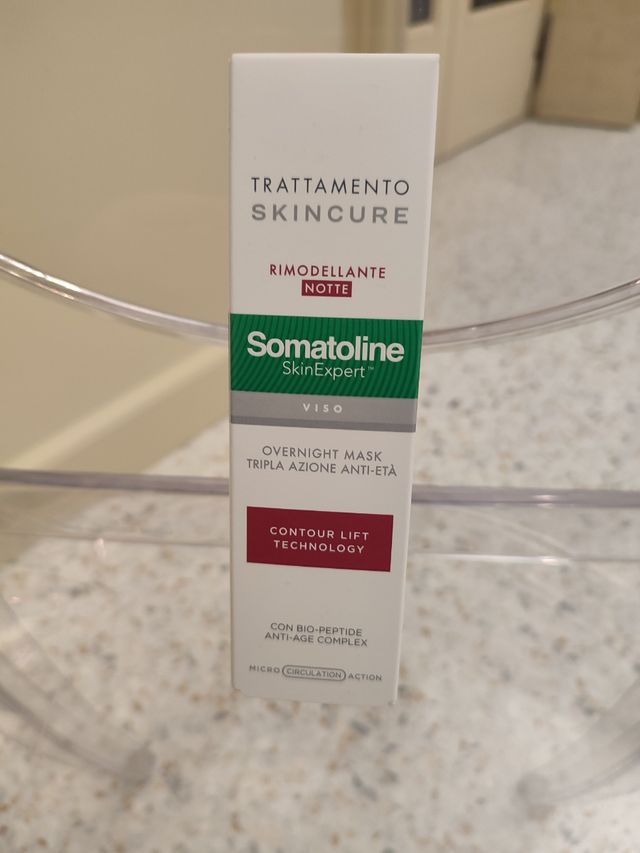 TRATTAMENTO
SKINCURE
RIMODELLANTE
NOTTE
Somatoline
SkinExpert™
VISO
OVERNIGHT MASK
TRIPLA AZIONE ANTI-ETÀ
CONTOUR LIFT
TECHNOLOGY
CON BIO-PEPTIDE
ANTI-AGE COMPLEX
MICRO CIRCULATION ACTION